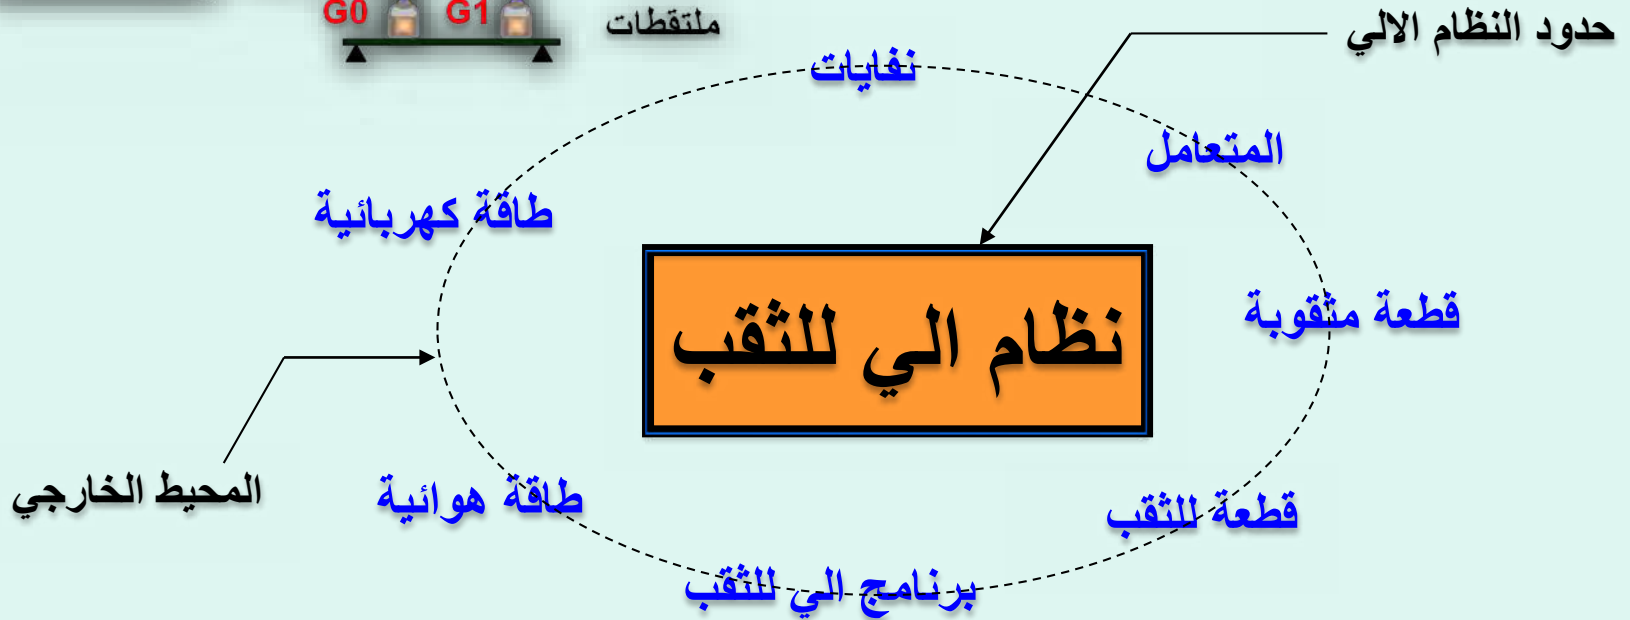 G0 G1
ملتقطات
حدود النظام الالي
نفايات
المتعامل
طاقة كهربائية
قطعة مثقوبة
نظام الي للثقب
المحيط الخارجي
طاقة هوائية
قطعة للثقب
برنامج الي للثقب